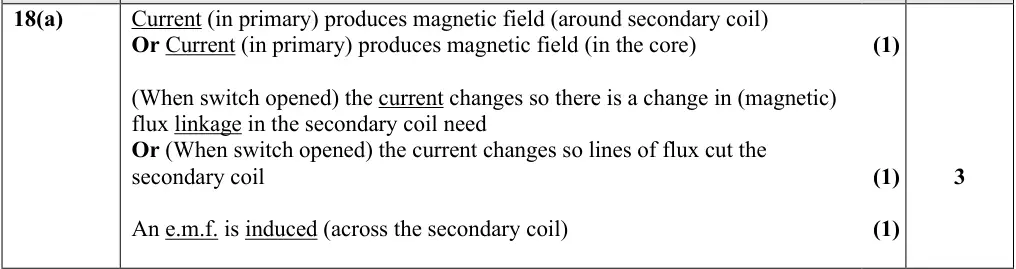 18(a)
Current (in primary) produces magnetic field (around secondary coil)
Or Current (in primary) produces magnetic field (in the core) (1)
(When switch opened) the current changes so there is a change in (magnetic)
flux linkage in the secondary coil need
Or (When switch opened) the current changes so lines of flux cut the
secondary coil (1) 3
An e.m.f. is induced (across the secondary coil) (1)